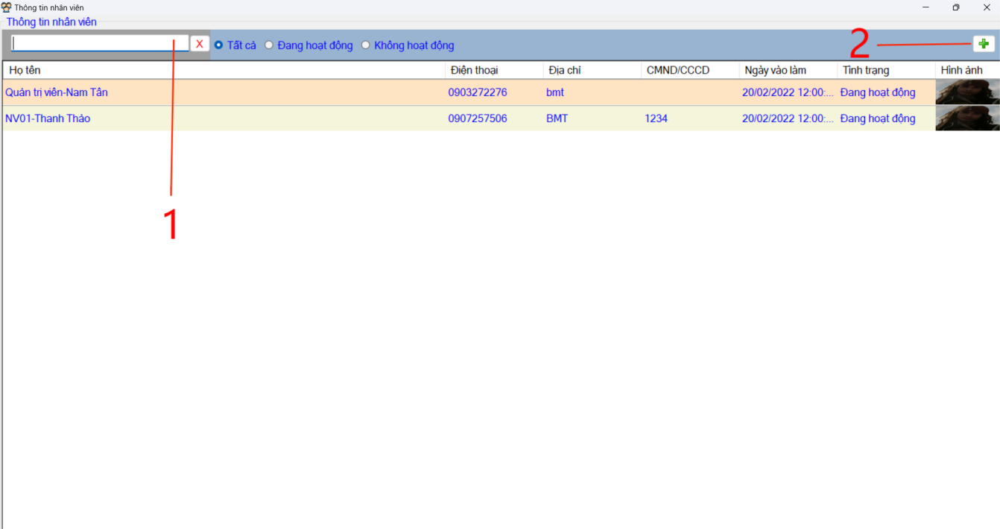 Thông tin nhân viên
Thông tin nhân viên
X Tất cả Đang hoạt động Không hoạt động 2
Họ tên Điện thoại Địa chỉ CMND/CCCD Ngày vào làm Tình trạng Hình ảnh
Quản trị viên-Nam Tân 0903272276 bmt 20/02/2022 12:00:... Đang hoạt động
NV01-Thanh Thảo 0907257506 BMT 1234 20/02/2022 12:00:... Đang hoạt động
1